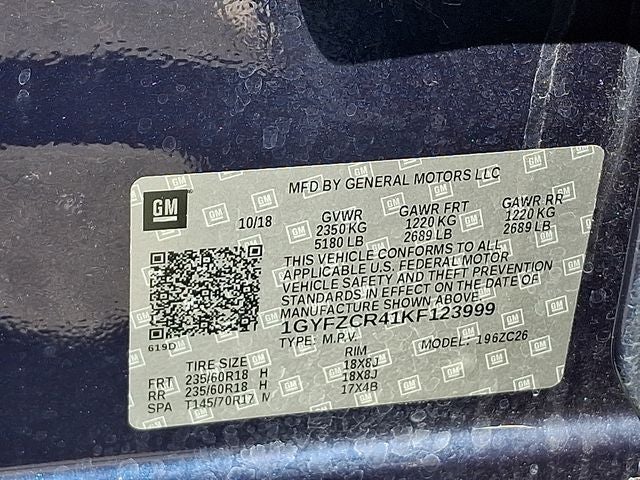 MFD BY GENERAL MOTORS LLC
GM
10/18 GVWR GAWR FRT GAWR RR
2350 KG 1220 KG 1220 KG
5180 LB 2689 LB 2689 LB
THIS VEHICLE CONFORMS TO ALL
APPLICABLE U.S. FEDERAL MOTOR
VEHICLE SAFETY AND THEFT PREVENTION
STANDARDS IN EFFECT ON THE DATE OF
MANUFACTURE SHOWN ABOVE.
1GYFZCR41KF123999
619D
TYPE: M.P.V. MODEL: 196ZC26
TIRE SIZE RIM
FRT 235/60R18 H 18X8J
RR 235/60R18 H 18X8J
SPA T145/70R17 M 17X4B